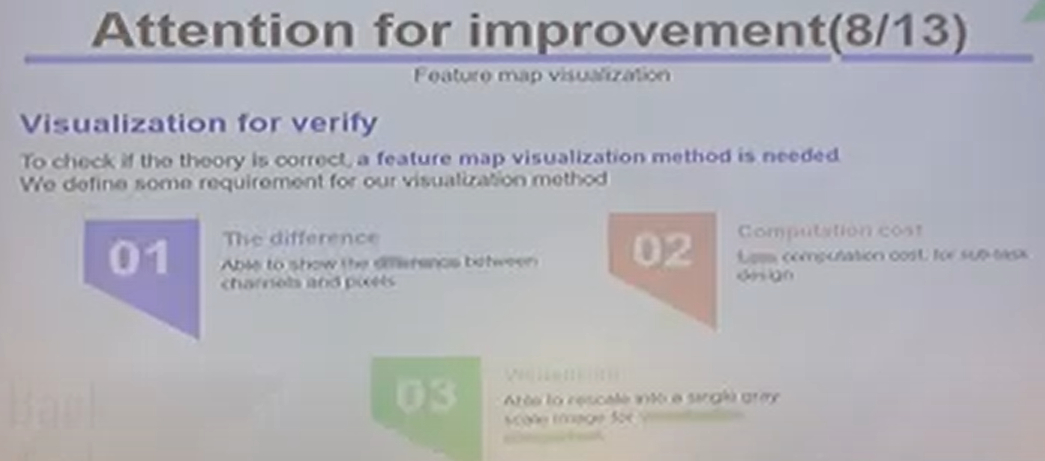 Attention for improvement(8/13)
Feature map visualization
Visualization for verify
To check if the theory is correct, a feature map visualization method is needed
We define some requirement for our visualization method
01
The difference
Able to show the difference between
channels and pixels
02
Computation cost
Less computation cost, for sub-task
design
03
Able to rescale into a single gray
scale image for